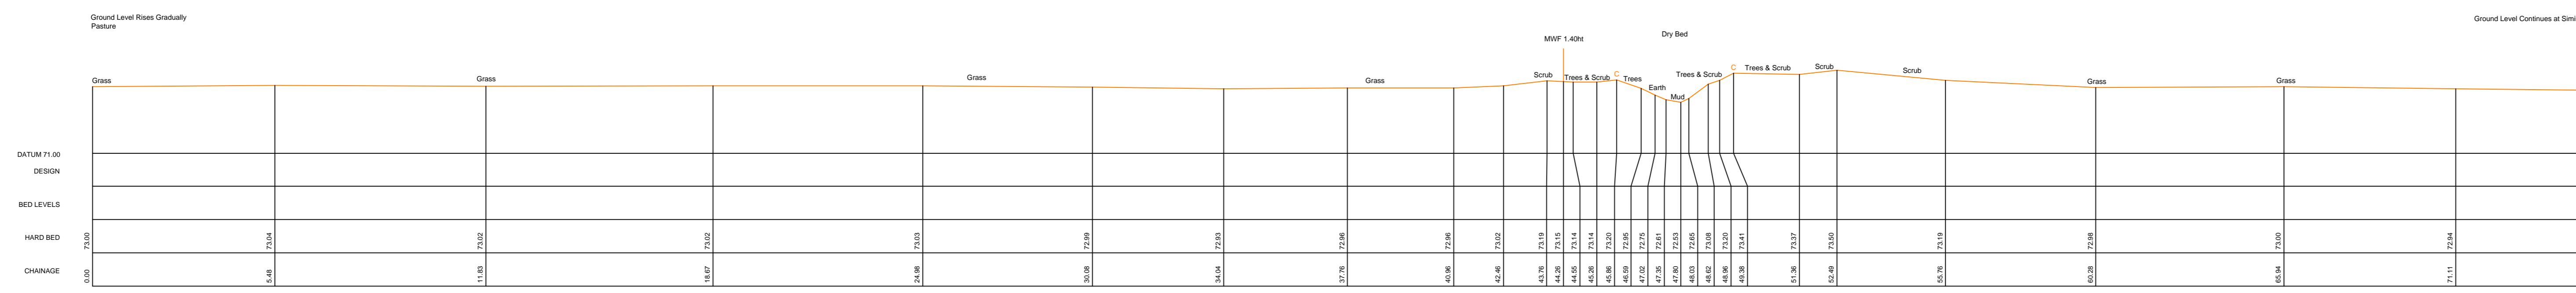 Ground Level Rises Gradually
Pasture
Ground Level Continues at Simi
Dry Bed
MWF 1.40ht
Grass
Grass
Grass
Grass
Scrub
Trees & Scrub
C
Trees
Earth
Mud
Trees & Scrub
C
Trees & Scrub
Scrub
Scrub
Grass
Grass
DATUM 71.00
DESIGN
BED LEVELS
HARD BED
73.00 73.04 73.02 73.02 73.03 72.99 72.93 72.96 72.96 73.02 73.19 73.15 73.14 73.14 73.20 72.95 72.75 72.61 72.53 72.65 73.08 73.20 73.41 73.37 73.50 73.19 72.98 73.00 72.94
CHAINAGE
0.00 5.48 11.83 18.67 24.98 30.08 34.04 37.76 40.96 42.46 43.76 44.26 44.55 45.26 45.86 46.59 47.02 47.35 47.80 48.03 48.62 48.96 49.38 51.36 52.49 55.76 60.28 65.94 71.11